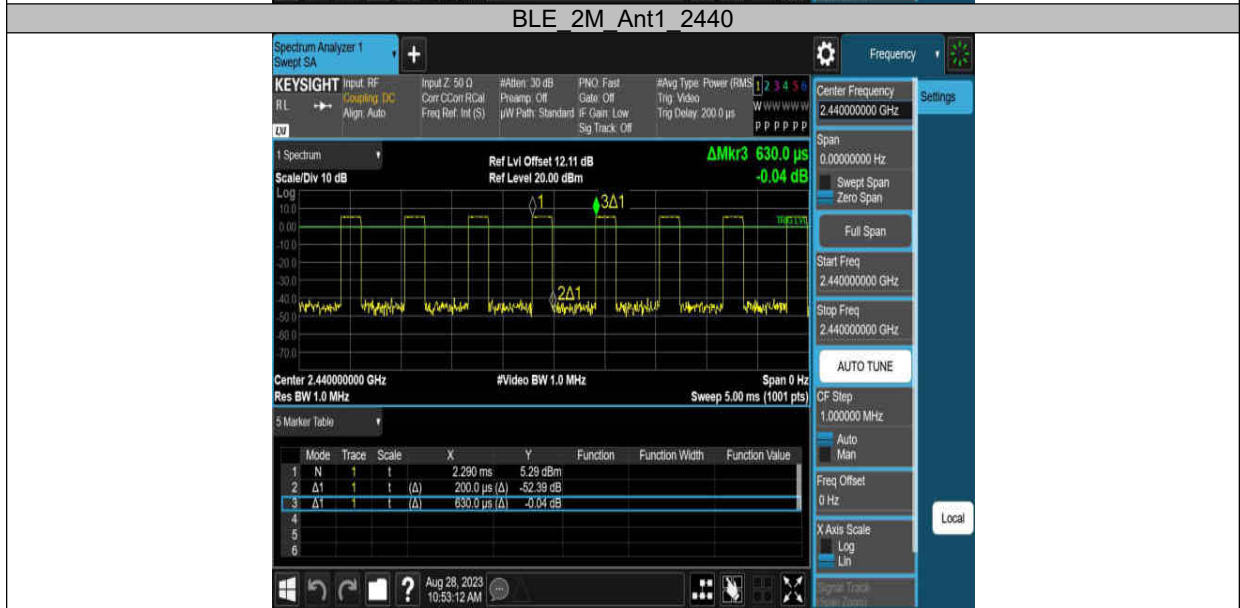 BLE_2M_Ant1_2440
Spectrum Analyzer 1
Swept SA
+
Frequency
KEYSIGHT
RL
LXI
Input: RF
Coupling: DC
Align: Auto
Input Z: 50 Ω
Corr CCorr RCal
Freq Ref: Int (S)
#Atten: 30 dB
Preamp: Off
µW Path: Standard
PNO: Fast
Gate: Off
IF Gain: Low
Sig Track: Off
#Avg Type: Power (RMS
Trig: Video
Trig Delay: 200.0 µs
1 2 3 4 5 6
W W W W W W
P P P P P P
1 Spectrum
Scale/Div 10 dB
Ref Lvl Offset 12.11 dB
Ref Level 20.00 dBm
ΔMkr3 630.0 µs
-0.04 dB
Log
10.0
0.00
-10.0
-20.0
-30.0
-40.0
-50.0
-60.0
-70.0
1
3Δ1
2Δ1
TRIG LVL
Center 2.440000000 GHz
Res BW 1.0 MHz
#Video BW 1.0 MHz
Span 0 Hz
Sweep 5.00 ms (1001 pts)
5 Marker Table
Mode Trace Scale X Y Function Function Width Function Value
1 N 1 t 2.290 ms 5.29 dBm
2 Δ1 1 t (Δ) 200.0 µs (Δ) -52.39 dB
3 Δ1 1 t (Δ) 630.0 µs (Δ) -0.04 dB
4
5
6
Aug 28, 2023
10:53:12 AM
?
Center Frequency
2.440000000 GHz
Settings
Span
0.00000000 Hz
Swept Span
Zero Span
Full Span
Start Freq
2.440000000 GHz
Stop Freq
2.440000000 GHz
AUTO TUNE
CF Step
1.000000 MHz
Auto
Man
Freq Offset
0 Hz
X Axis Scale
Log
Lin
Local
Signal Track
(Span Zoom)